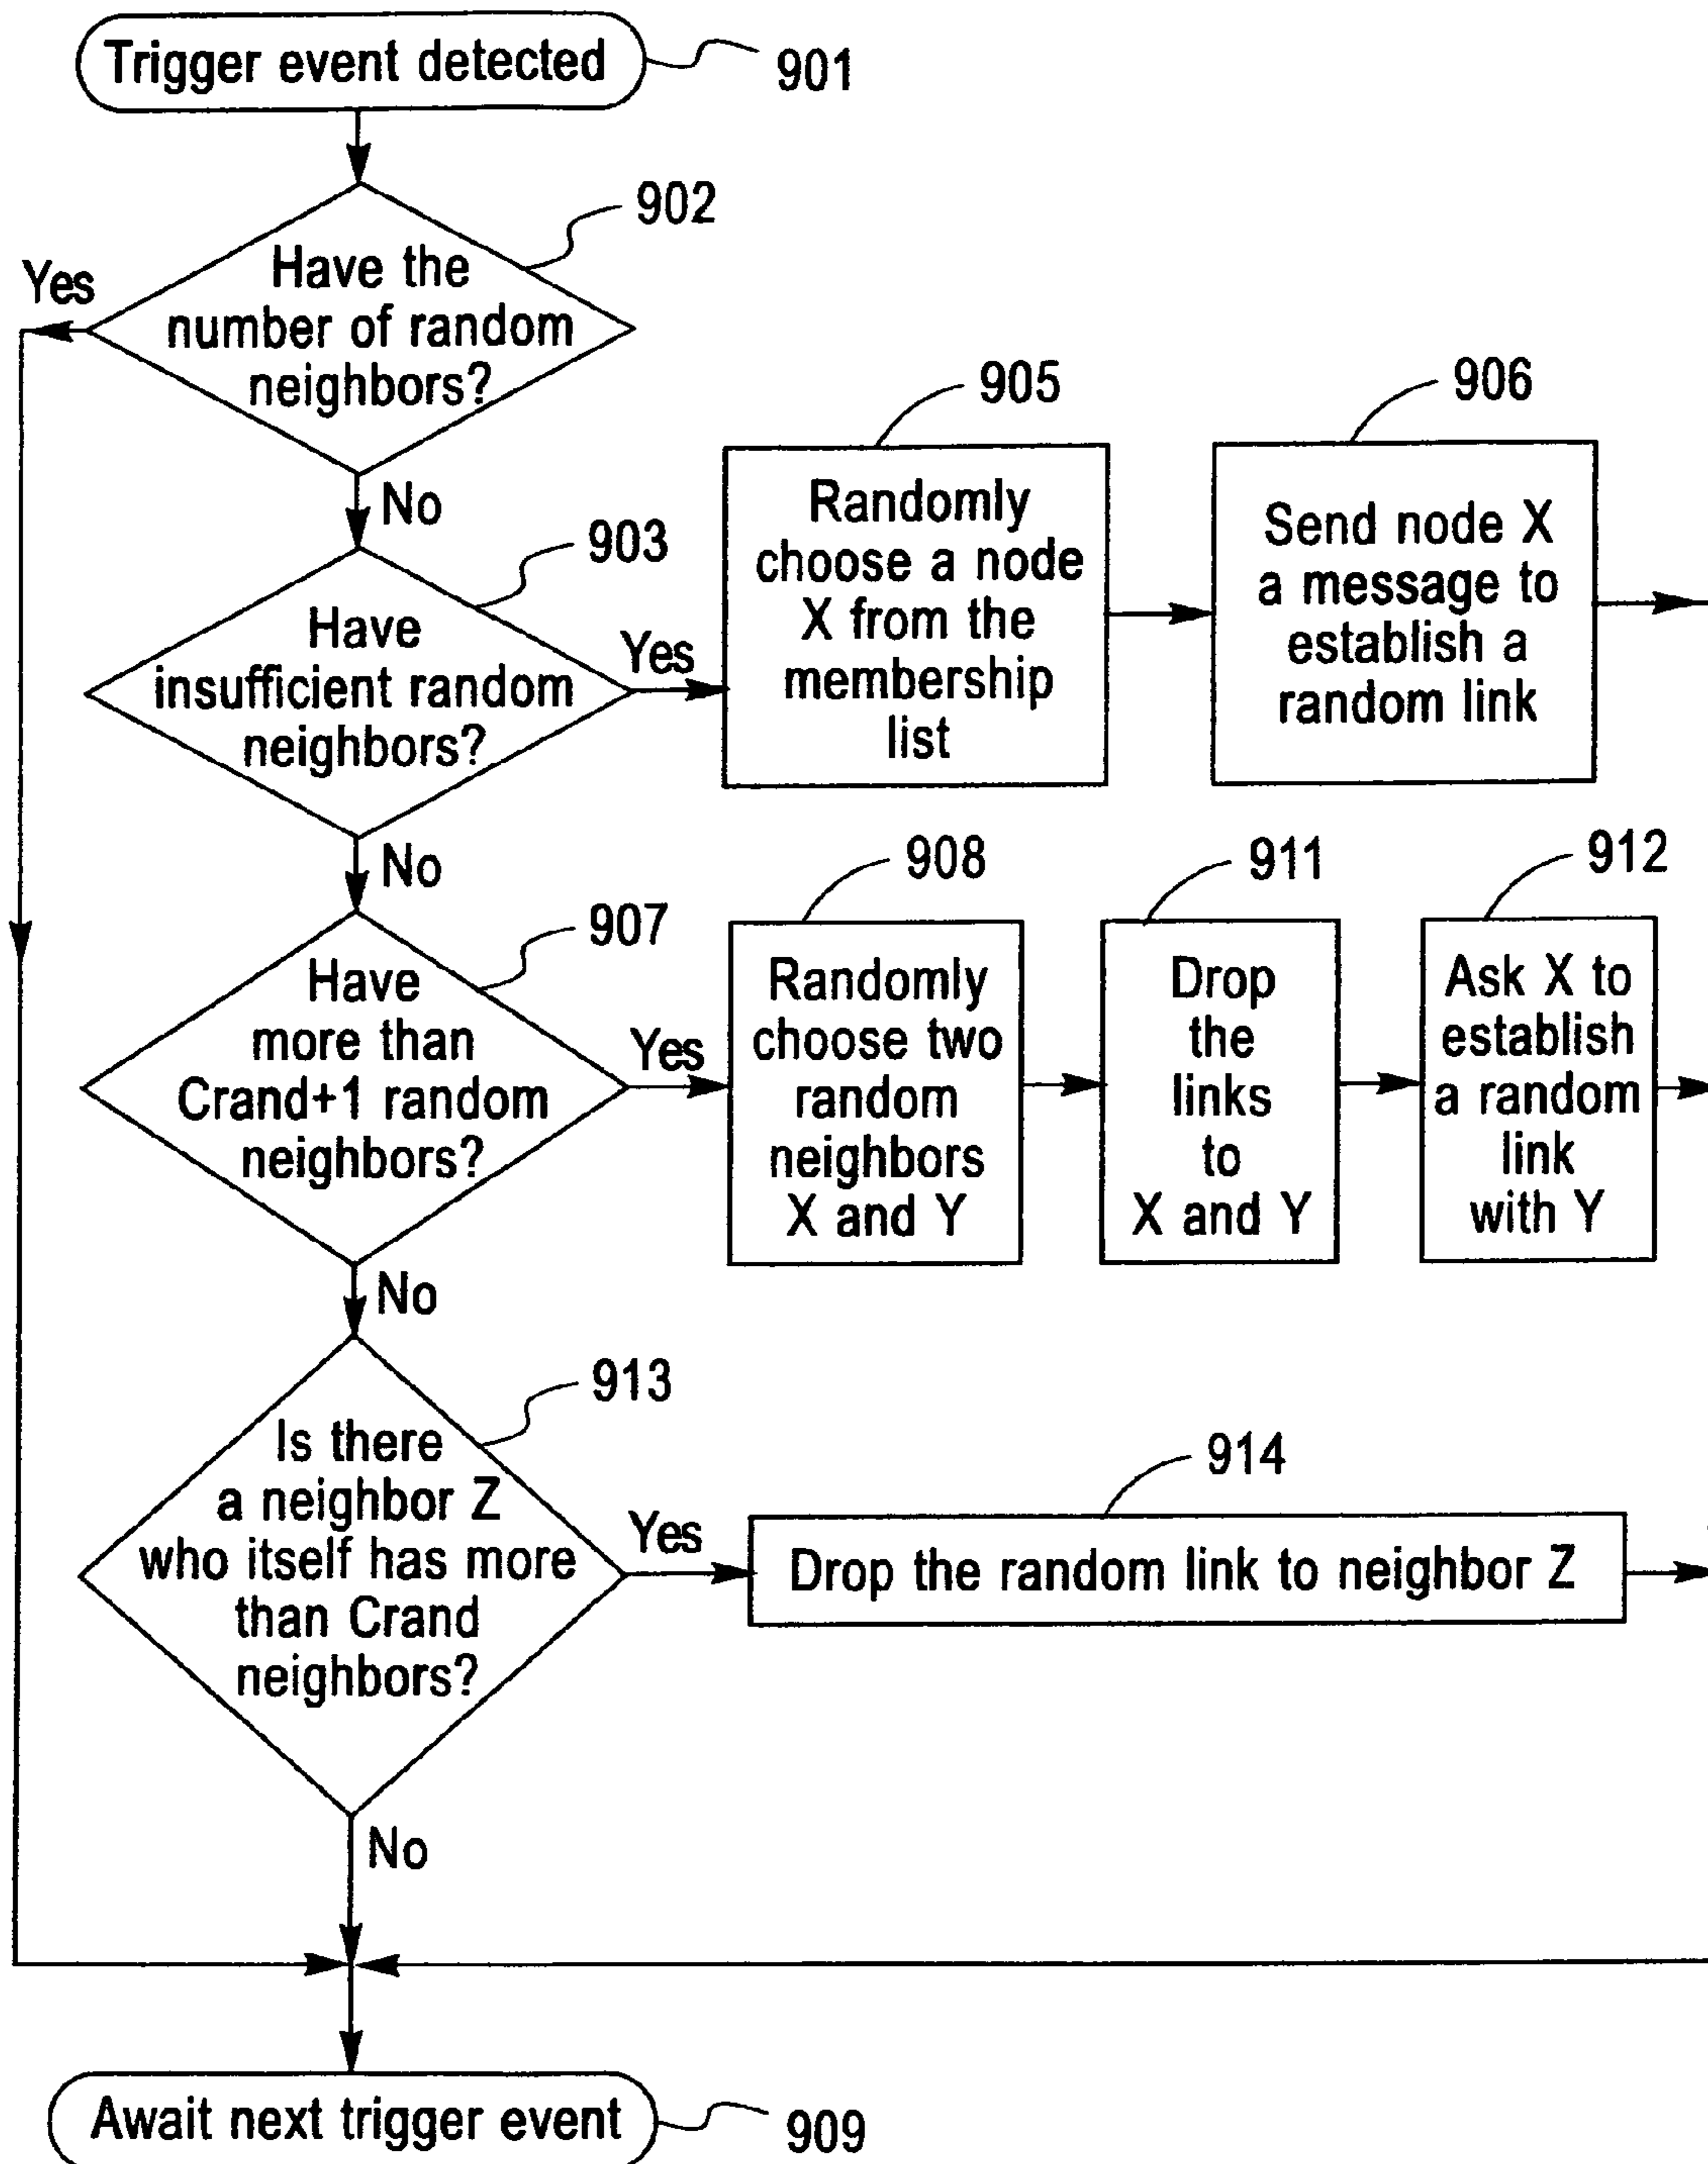 Trigger event detected
901
902
Yes
Have the
number of random
neighbors?
No
903
Have
insufficient random
neighbors?
Yes
905
Randomly
choose a node
X from the
membership
list
906
Send node X
a message to
establish a
random link
No
907
Have
more than
Crand+1 random
neighbors?
Yes
908
Randomly
choose two
random
neighbors
X and Y
911
Drop
the
links
to
X and Y
912
Ask X to
establish
a random
link
with Y
No
913
Is there
a neighbor Z
who itself has more
than Crand
neighbors?
Yes
914
Drop the random link to neighbor Z
No
Await next trigger event
909